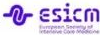 esicm
European Society of
Intensive Care Medicine